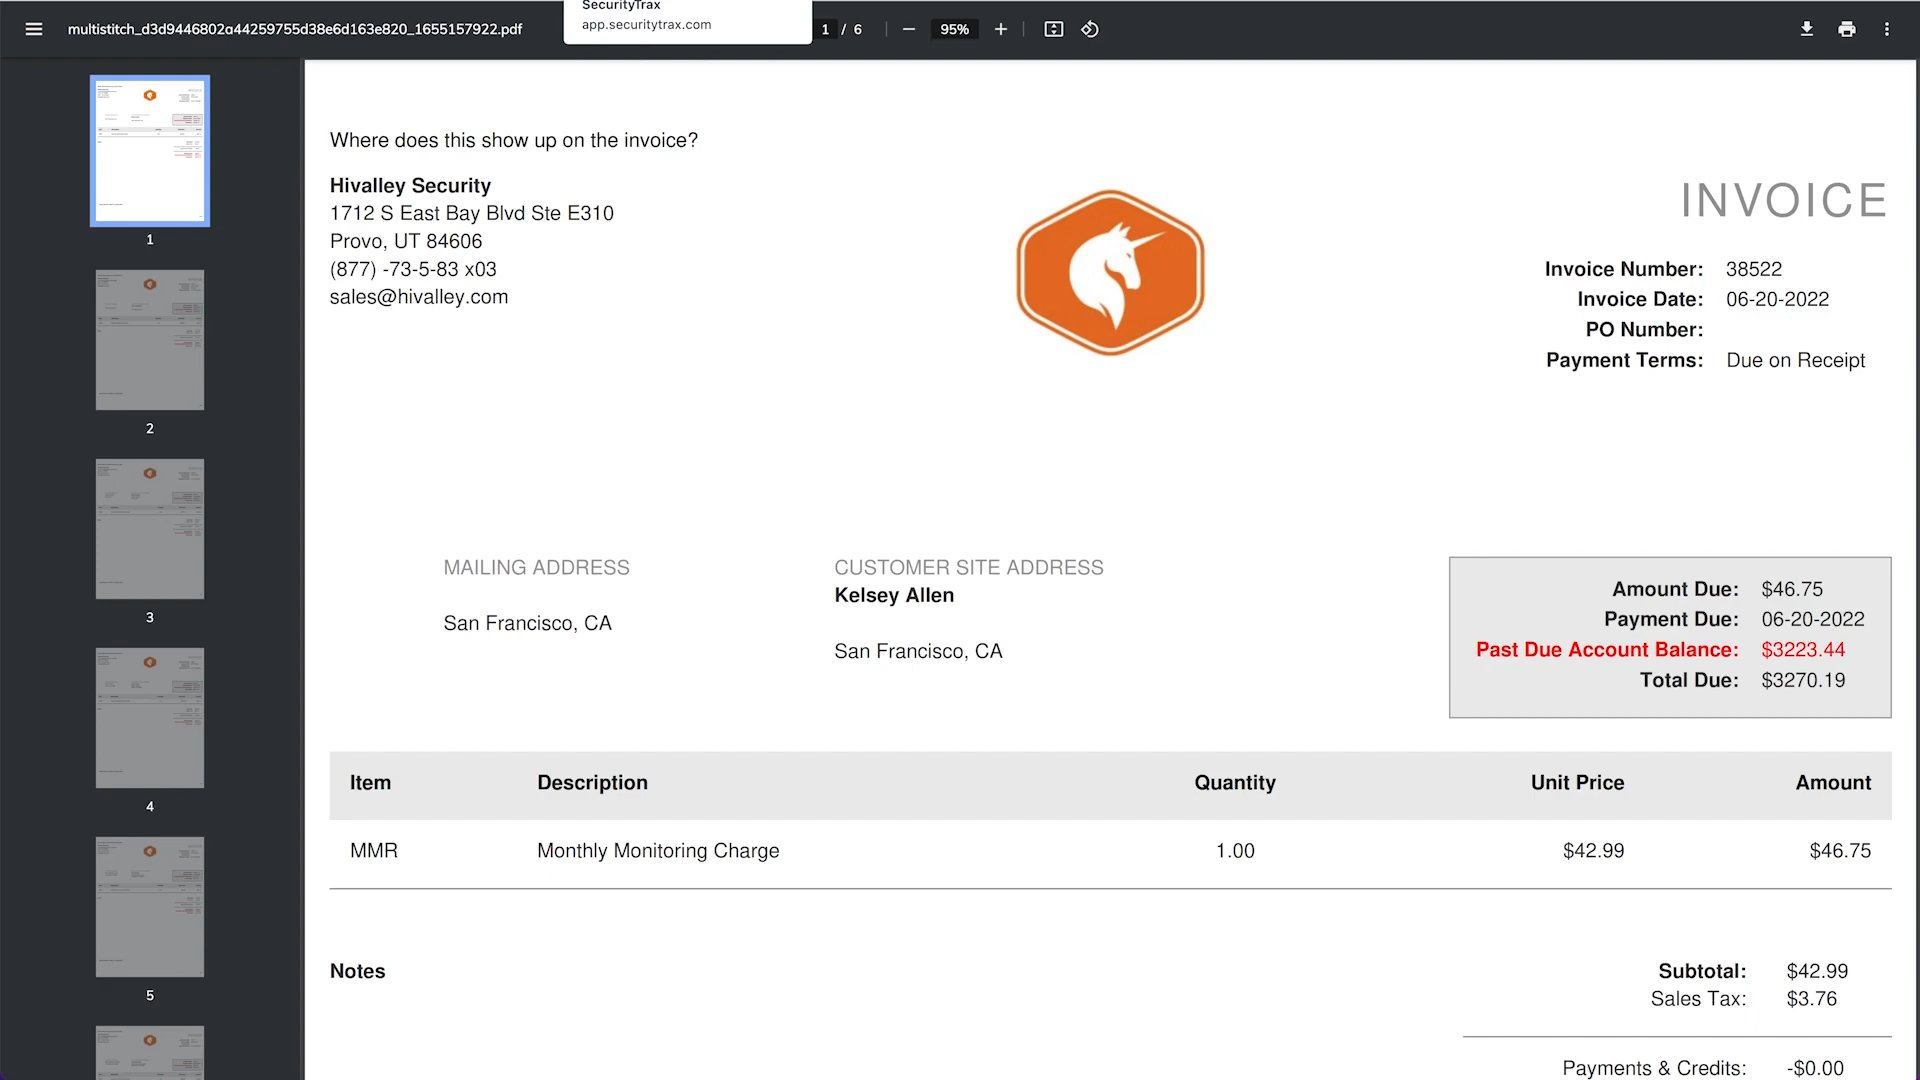 SecurityTrax
app.securitytrax.com
multistitch_d3d9446802a44259755d38e6d163e820_1655157922.pdf
1 / 6
95%
1
2
3
4
5
Where does this show up on the invoice?
Hivalley Security
1712 S East Bay Blvd Ste E310
Provo, UT 84606
(877) -73-5-83 x03
sales@hivalley.com
INVOICE
Invoice Number: 38522
Invoice Date: 06-20-2022
PO Number:
Payment Terms: Due on Receipt
MAILING ADDRESS
San Francisco, CA
CUSTOMER SITE ADDRESS
Kelsey Allen
San Francisco, CA
Amount Due: $46.75
Payment Due: 06-20-2022
Past Due Account Balance: $3223.44
Total Due: $3270.19
Item Description Quantity Unit Price Amount
MMR Monthly Monitoring Charge 1.00 $42.99 $46.75
Notes
Subtotal: $42.99
Sales Tax: $3.76
Payments & Credits: -$0.00